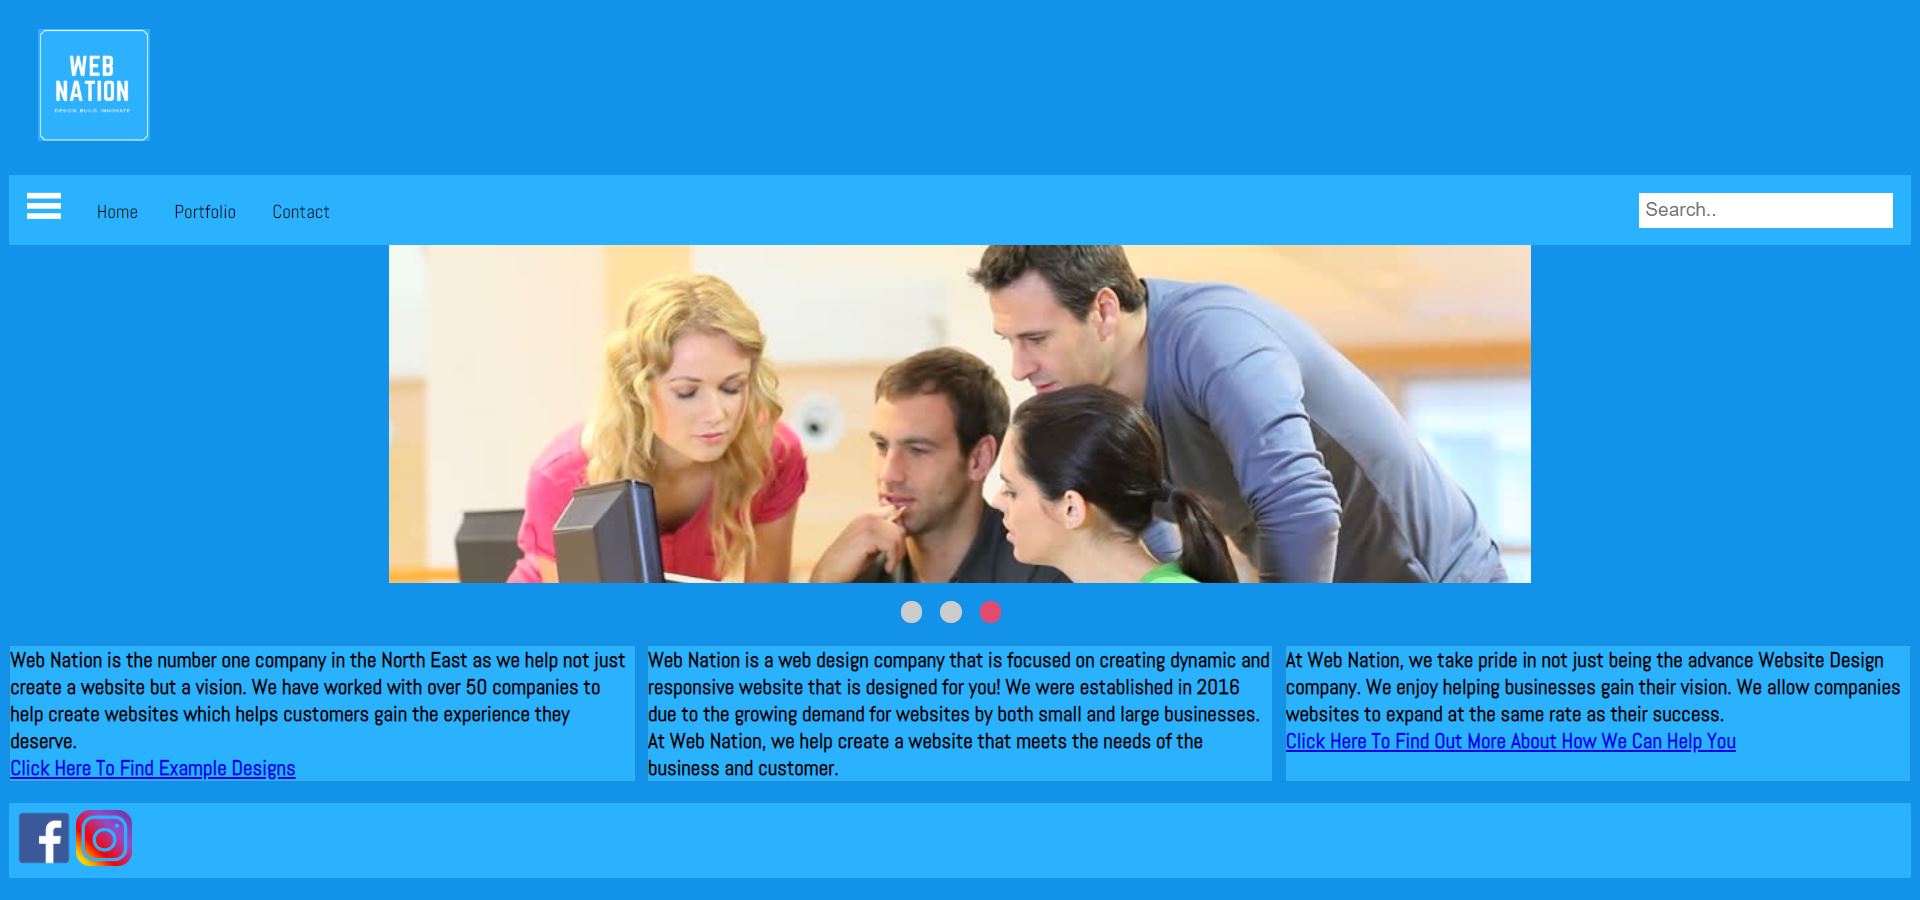 WEB
NATION
DESIGN. BUILD. INNOVATE
Home Portfolio Contact Search..
Web Nation is the number one company in the North East as we help not just
create a website but a vision. We have worked with over 50 companies to
help create websites which helps customers gain the experience they
deserve.
Click Here To Find Example Designs
Web Nation is a web design company that is focused on creating dynamic and
responsive website that is designed for you! We were established in 2016
due to the growing demand for websites by both small and large businesses.
At Web Nation, we help create a website that meets the needs of the
business and customer.
At Web Nation, we take pride in not just being the advance Website Design
company. We enjoy helping businesses gain their vision. We allow companies
websites to expand at the same rate as their success.
Click Here To Find Out More About How We Can Help You